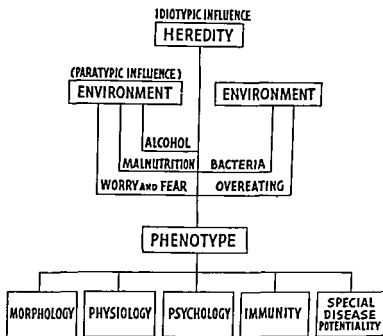 IDIOTYPIC INFLUENCE
HEREDITY
(PARATYPIC INFLUENCE)
ENVIRONMENT
ENVIRONMENT
ALCOHOL
MALNUTRITION
BACTERIA
WORRY AND FEAR
OVEREATING
PHENOTYPE
MORPHOLOGY
PHYSIOLOGY
PSYCHOLOGY
IMMUNITY
SPECIAL
DISEASE
POTENTIALITY